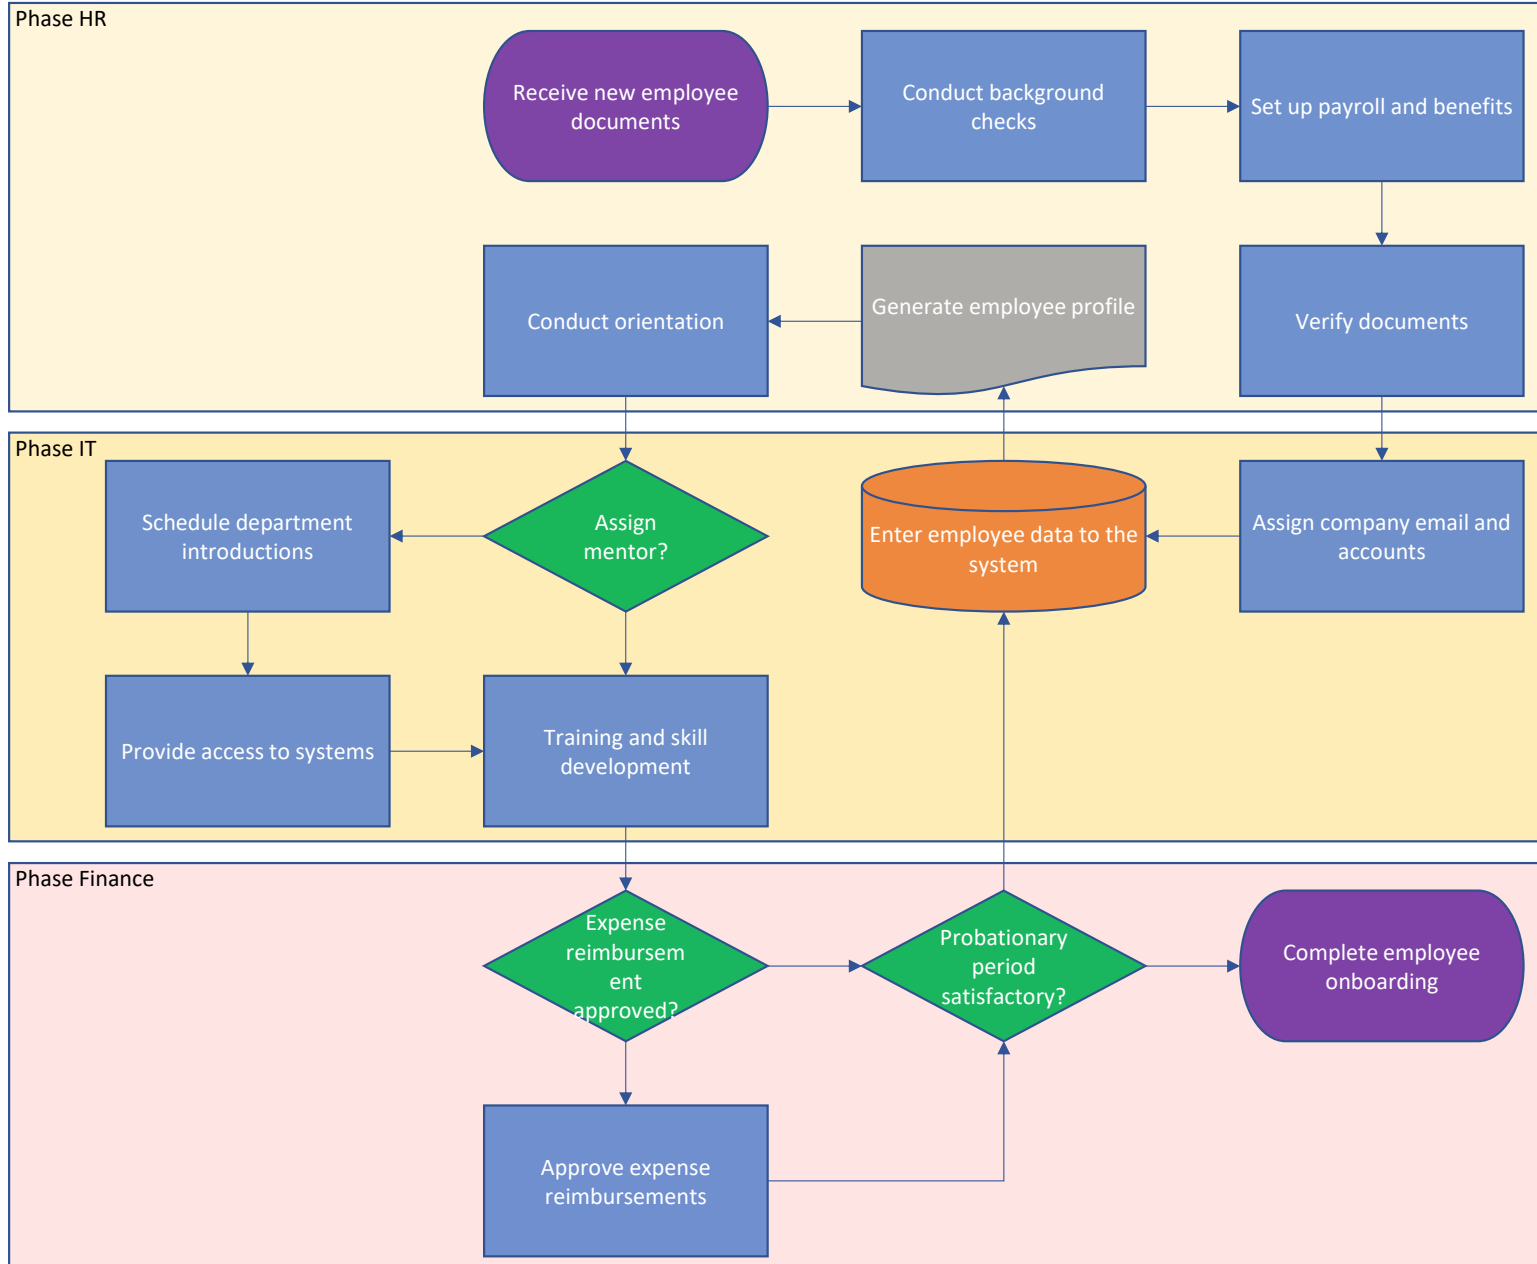 Phase HR
Receive new employee
documents
Conduct background
checks
Set up payroll and benefits
Conduct orientation
Generate employee profile
Verify documents
Phase IT
Schedule department
introductions
Assign
mentor?
Enter employee data to the
system
Assign company email and
accounts
Provide access to systems
Training and skill
development
Phase Finance
Expense
reimbursem
ent
approved?
Probationary
period
satisfactory?
Complete employee
onboarding
Approve expense
reimbursements